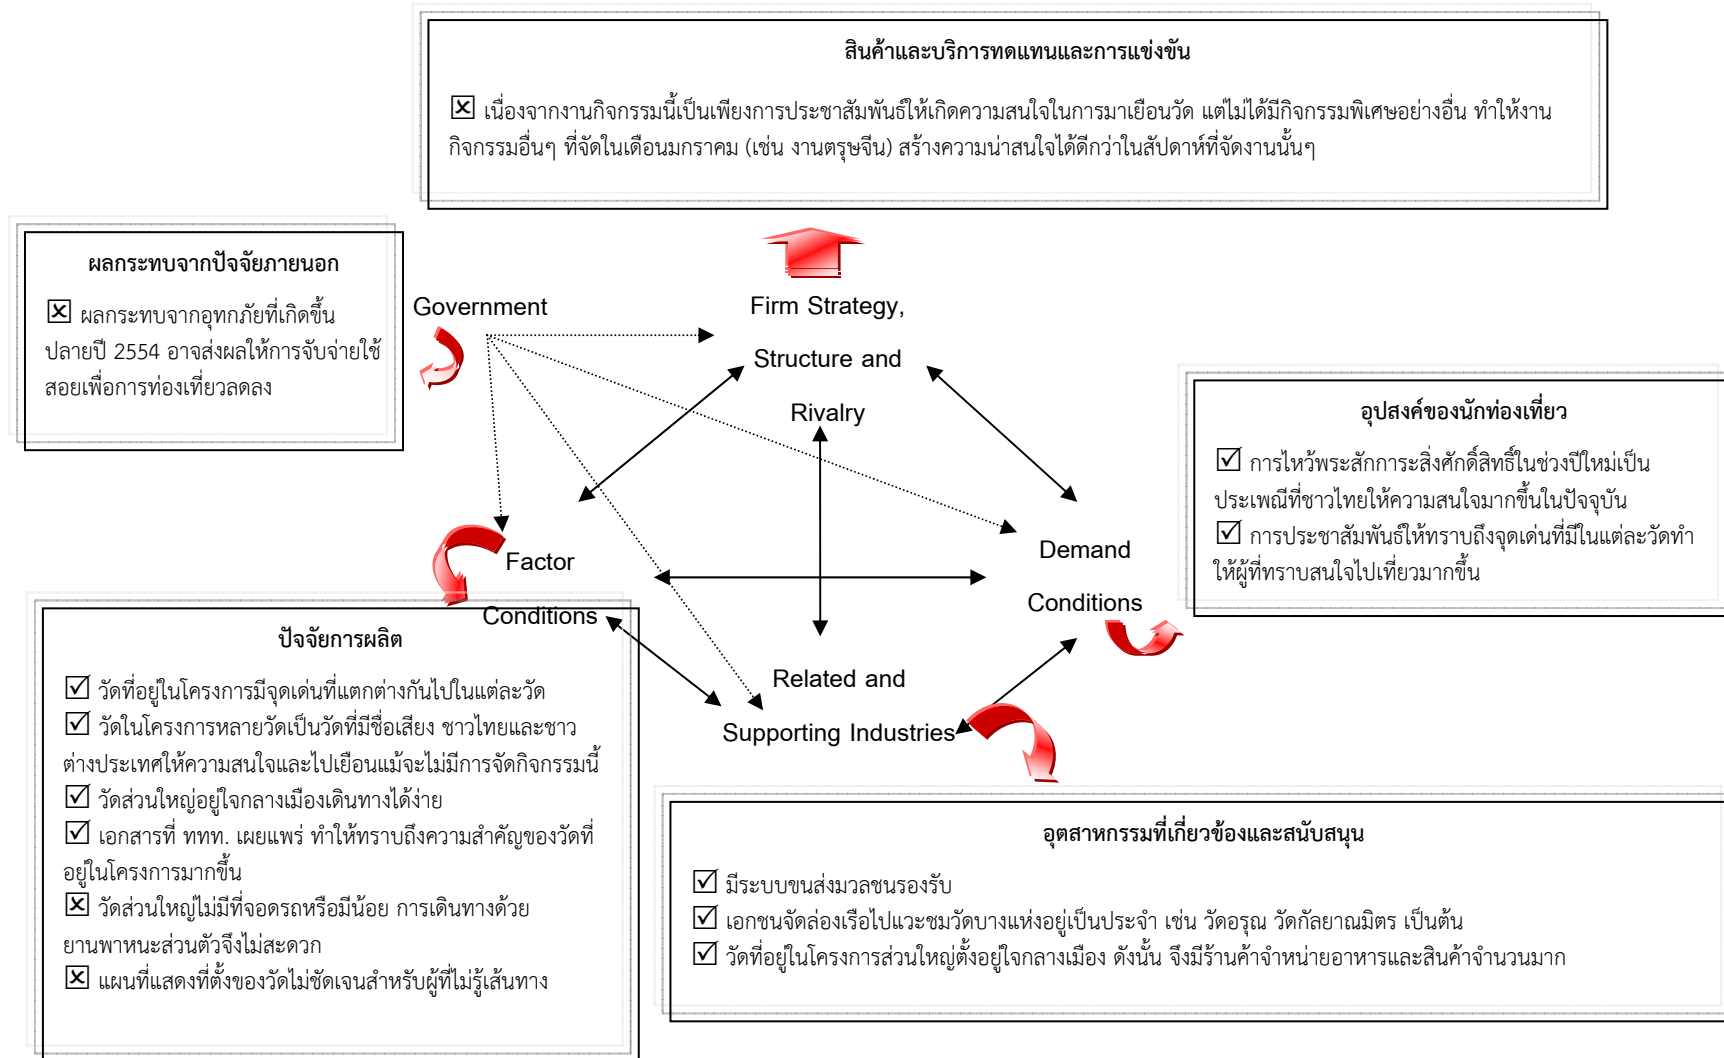 สินค้าและบริการทดแทนและการแข่งขัน
☒ เนื่องจากงานกิจกรรมนี้เป็นเพียงการประชาสัมพันธ์ให้เกิดความสนใจในการมาเยือนวัด แต่ไม่ได้มีกิจกรรมพิเศษอย่างอื่น ทำให้งาน
กิจกรรมอื่นๆ ที่จัดในเดือนมกราคม (เช่น งานตรุษจีน) สร้างความน่าสนใจได้ดีกว่าในสัปดาห์ที่จัดงานนั้นๆ
ผลกระทบจากปัจจัยภายนอก
☒ ผลกระทบจากอุทกภัยที่เกิดขึ้น
ปลายปี 2554 อาจส่งผลให้การจับจ่ายใช้
สอยเพื่อการท่องเที่ยวลดลง
Government
Firm Strategy,
Structure and
Rivalry
อุปสงค์ของนักท่องเที่ยว
☑ การไหว้พระสักการะสิ่งศักดิ์สิทธิ์ในช่วงปีใหม่เป็น
ประเพณีที่ชาวไทยให้ความสนใจมากขึ้นในปัจจุบัน
☑ การประชาสัมพันธ์ให้ทราบถึงจุดเด่นที่มีในแต่ละวัดทำ
ให้ผู้ที่ทราบสนใจไปเที่ยวมากขึ้น
Factor
Conditions
Demand
Conditions
Related and
Supporting Industries
ปัจจัยการผลิต
☑ วัดที่อยู่ในโครงการมีจุดเด่นที่แตกต่างกันไปในแต่ละวัด
☑ วัดในโครงการหลายวัดเป็นวัดที่มีชื่อเสียง ชาวไทยและชาว
ต่างประเทศให้ความสนใจและไปเยือนแม้จะไม่มีการจัดกิจกรรมนี้
☑ วัดส่วนใหญ่อยู่ใจกลางเมืองเดินทางได้ง่าย
☑ เอกสารที่ ททท. เผยแพร่ ทำให้ทราบถึงความสำคัญของวัดที่
อยู่ในโครงการมากขึ้น
☒ วัดส่วนใหญ่ไม่มีที่จอดรถหรือมีน้อย การเดินทางด้วย
ยานพาหนะส่วนตัวจึงไม่สะดวก
☒ แผนที่แสดงที่ตั้งของวัดไม่ชัดเจนสำหรับผู้ที่ไม่รู้เส้นทาง
อุตสาหกรรมที่เกี่ยวข้องและสนับสนุน
☑ มีระบบขนส่งมวลชนรองรับ
☑ เอกชนจัดล่องเรือไปแวะชมวัดบางแห่งอยู่เป็นประจำ เช่น วัดอรุณ วัดกัลยาณมิตร เป็นต้น
☑ วัดที่อยู่ในโครงการส่วนใหญ่ตั้งอยู่ใจกลางเมือง ดังนั้น จึงมีร้านค้าจำหน่ายอาหารและสินค้าจำนวนมาก